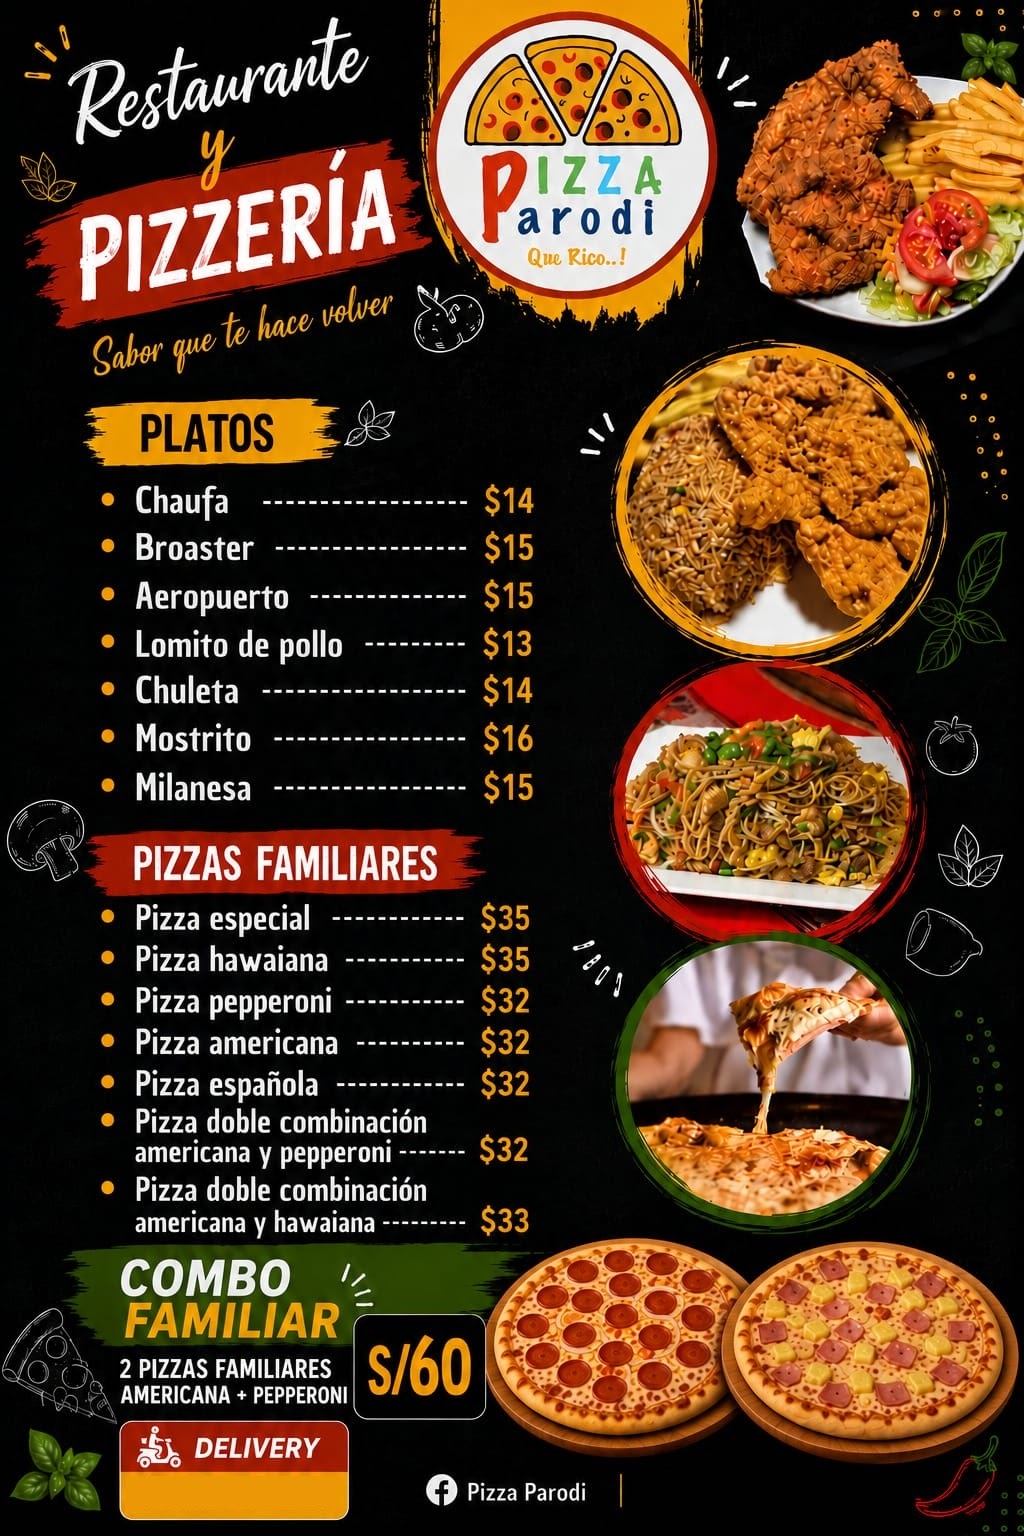 Restaurante
y
PIZZERÍA
Sabor que te hace volver
PIZZA
Parodi
Que Rico..!
PLATOS
• Chaufa ----------------- $14
• Broaster ---------------- $15
• Aeropuerto ------------- $15
• Lomito de pollo -------- $13
• Chuleta ----------------- $14
• Mostrito ---------------- $16
• Milanesa ---------------- $15
PIZZAS FAMILIARES
• Pizza especial ----------- $35
• Pizza hawaiana ---------- $35
• Pizza pepperoni ---------- $32
• Pizza americana --------- $32
• Pizza española ----------- $32
• Pizza doble combinación
americana y pepperoni ------- $32
• Pizza doble combinación
americana y hawaiana --------- $33
COMBO
FAMILIAR
2 PIZZAS FAMILIARES
AMERICANA + PEPPERONI
S/60
DELIVERY
Pizza Parodi